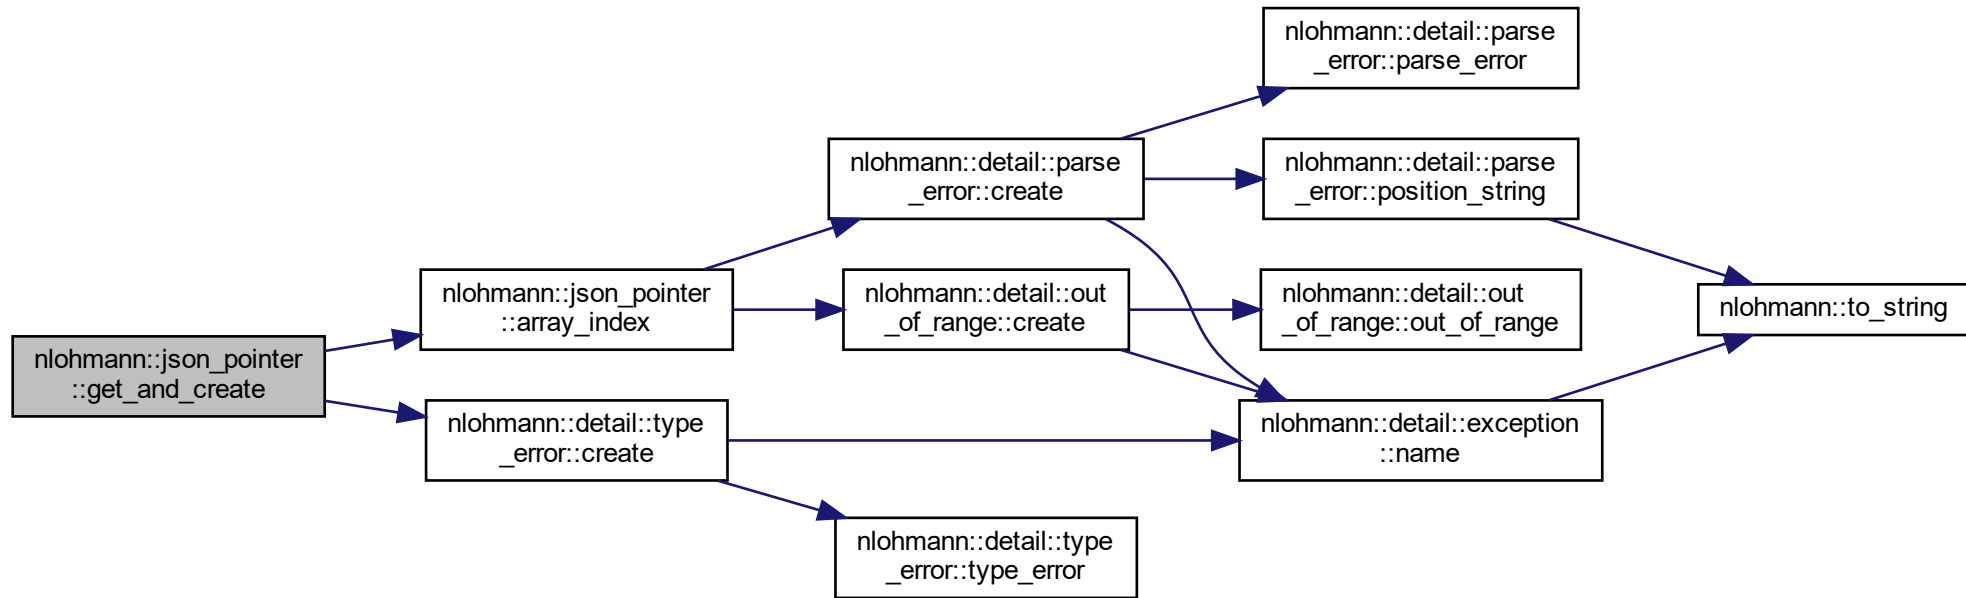 nlohmann::detail::parse
_error::parse_error
nlohmann::detail::parse
_error::create
nlohmann::detail::parse
_error::position_string
nlohmann::json_pointer
::array_index
nlohmann::detail::out
_of_range::create
nlohmann::detail::out
_of_range::out_of_range
nlohmann::to_string
nlohmann::json_pointer
::get_and_create
nlohmann::detail::type
_error::create
nlohmann::detail::exception
::name
nlohmann::detail::type
_error::type_error